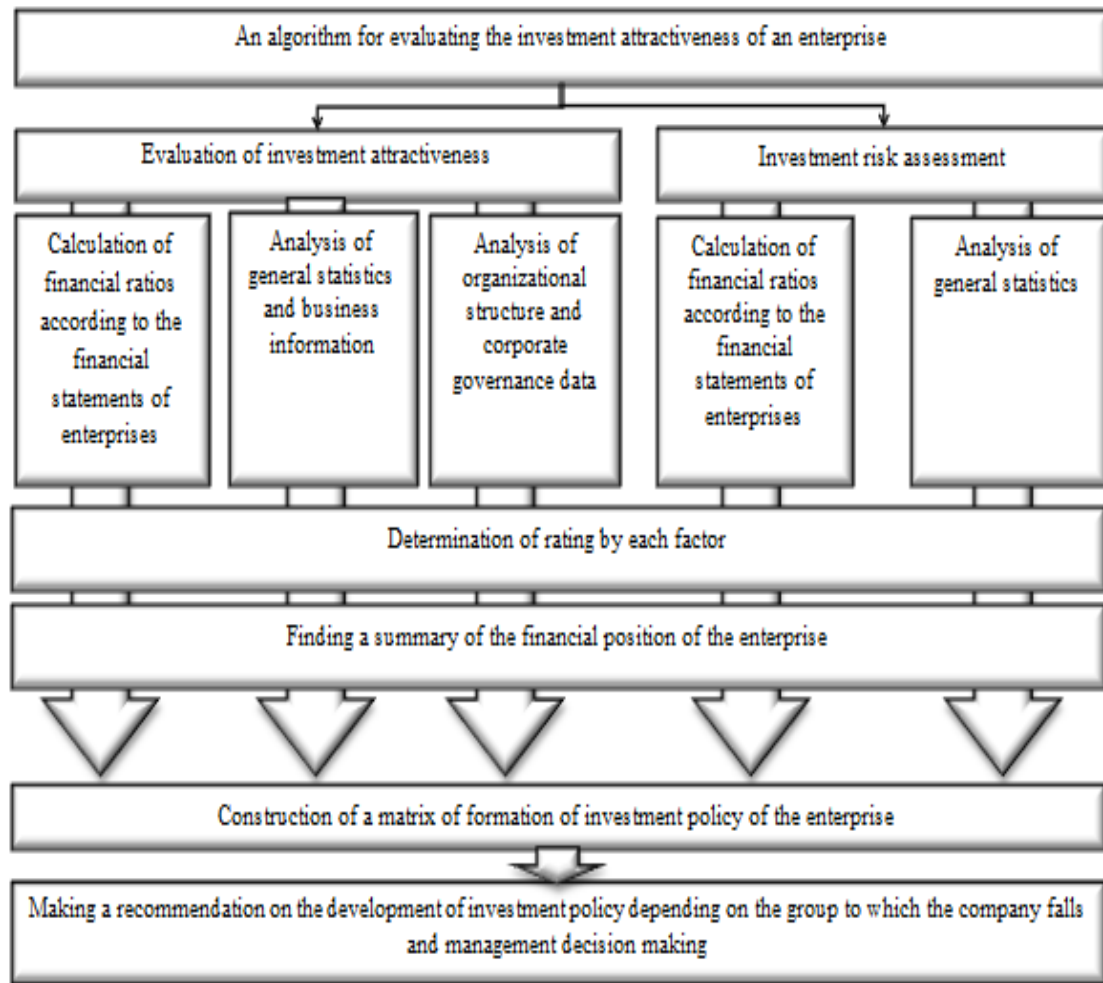 An algorithm for evaluating the investment attractiveness of an enterprise
Evaluation of investment attractiveness
Investment risk assessment
Calculation of
financial ratios
according to the
financial
statements of
enterprises
Analysis of
general statistics
and business
information
Analysis of
organizational
structure and
corporate
governance data
Calculation of
financial ratios
according to the
financial
statements of
enterprises
Analysis of
general statistics
Determination of rating by each factor
Finding a summary of the financial position of the enterprise
Construction of a matrix of formation of investment policy of the enterprise
Making a recommendation on the development of investment policy depending on the group to which the company falls
and management decision making